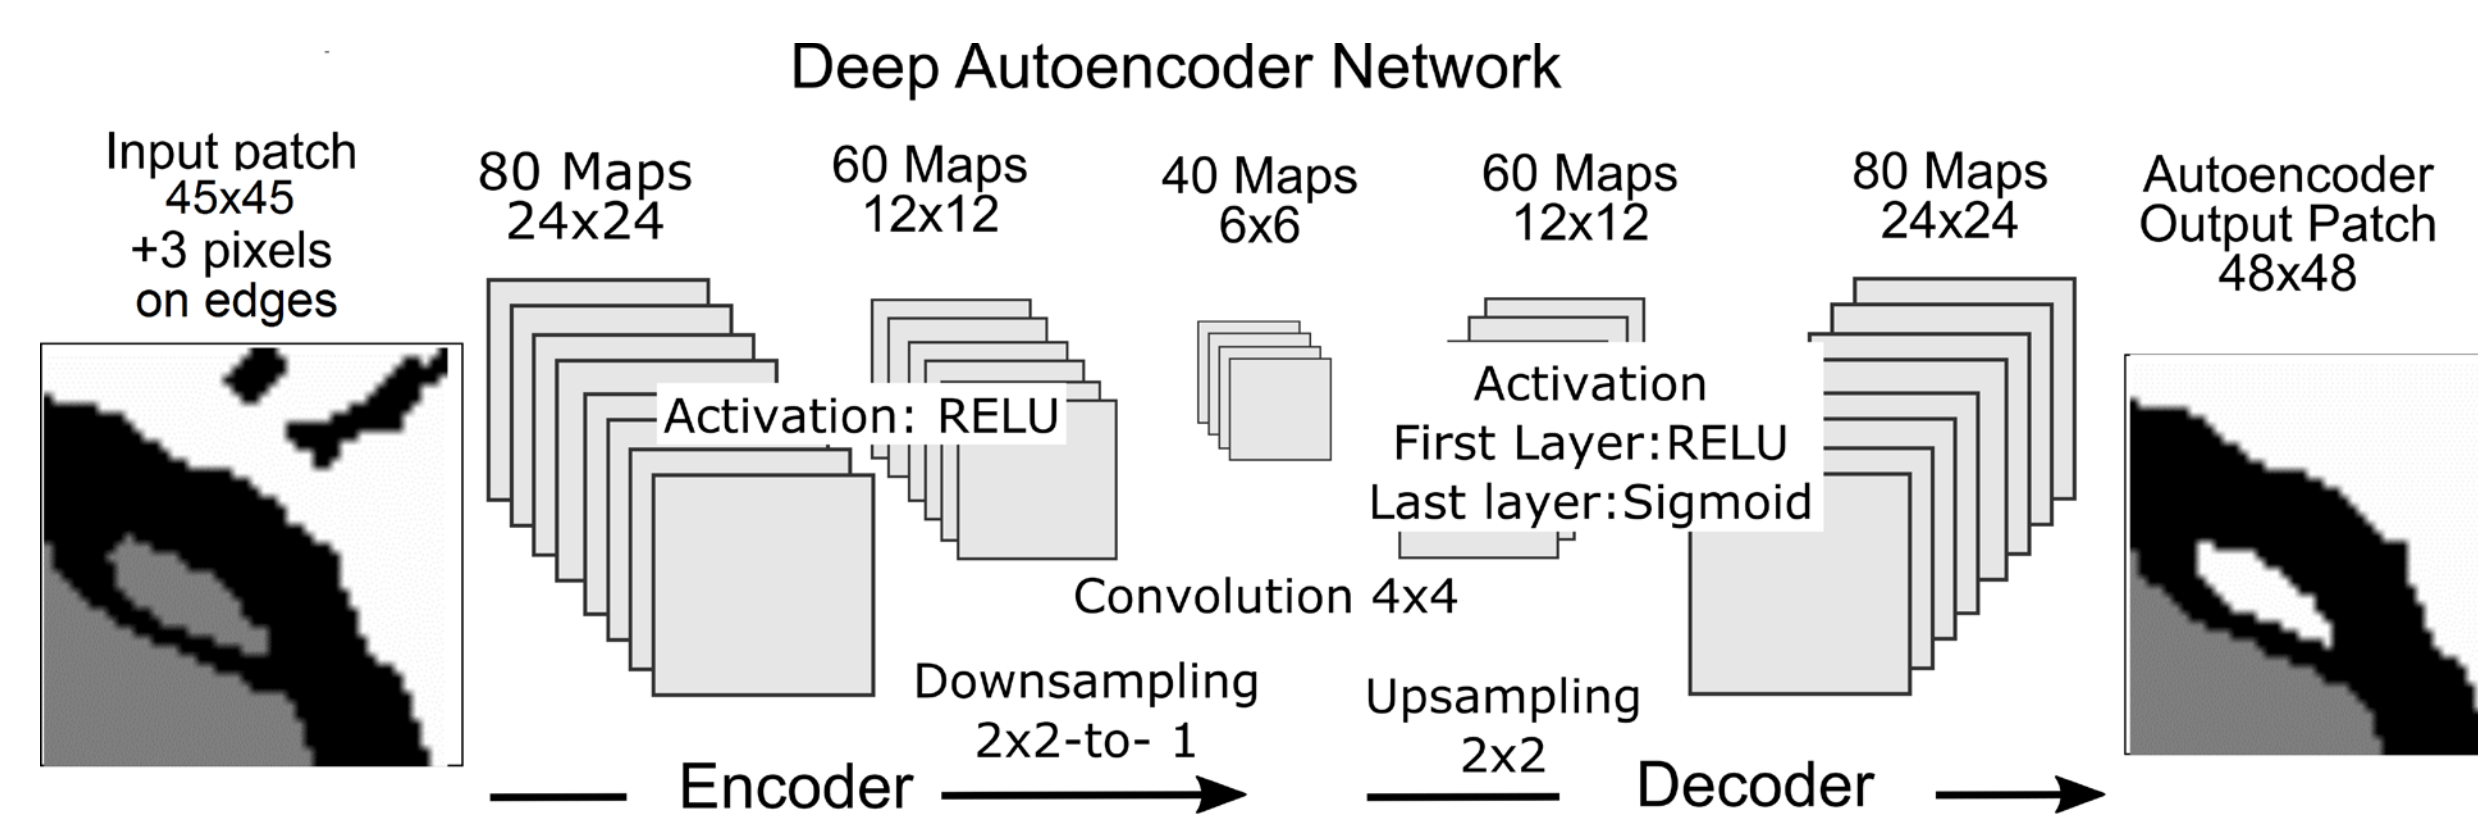 Deep Autoencoder Network
Input patch
45x45
+3 pixels
on edges
80 Maps
24x24
60 Maps
12x12
40 Maps
6x6
60 Maps
12x12
80 Maps
24x24
Autoencoder
Output Patch
48x48
Activation: RELU
Activation
First Layer:RELU
Last layer:Sigmoid
Convolution 4x4
Downsampling
2x2-to- 1
Upsampling
2x2
Encoder
Decoder